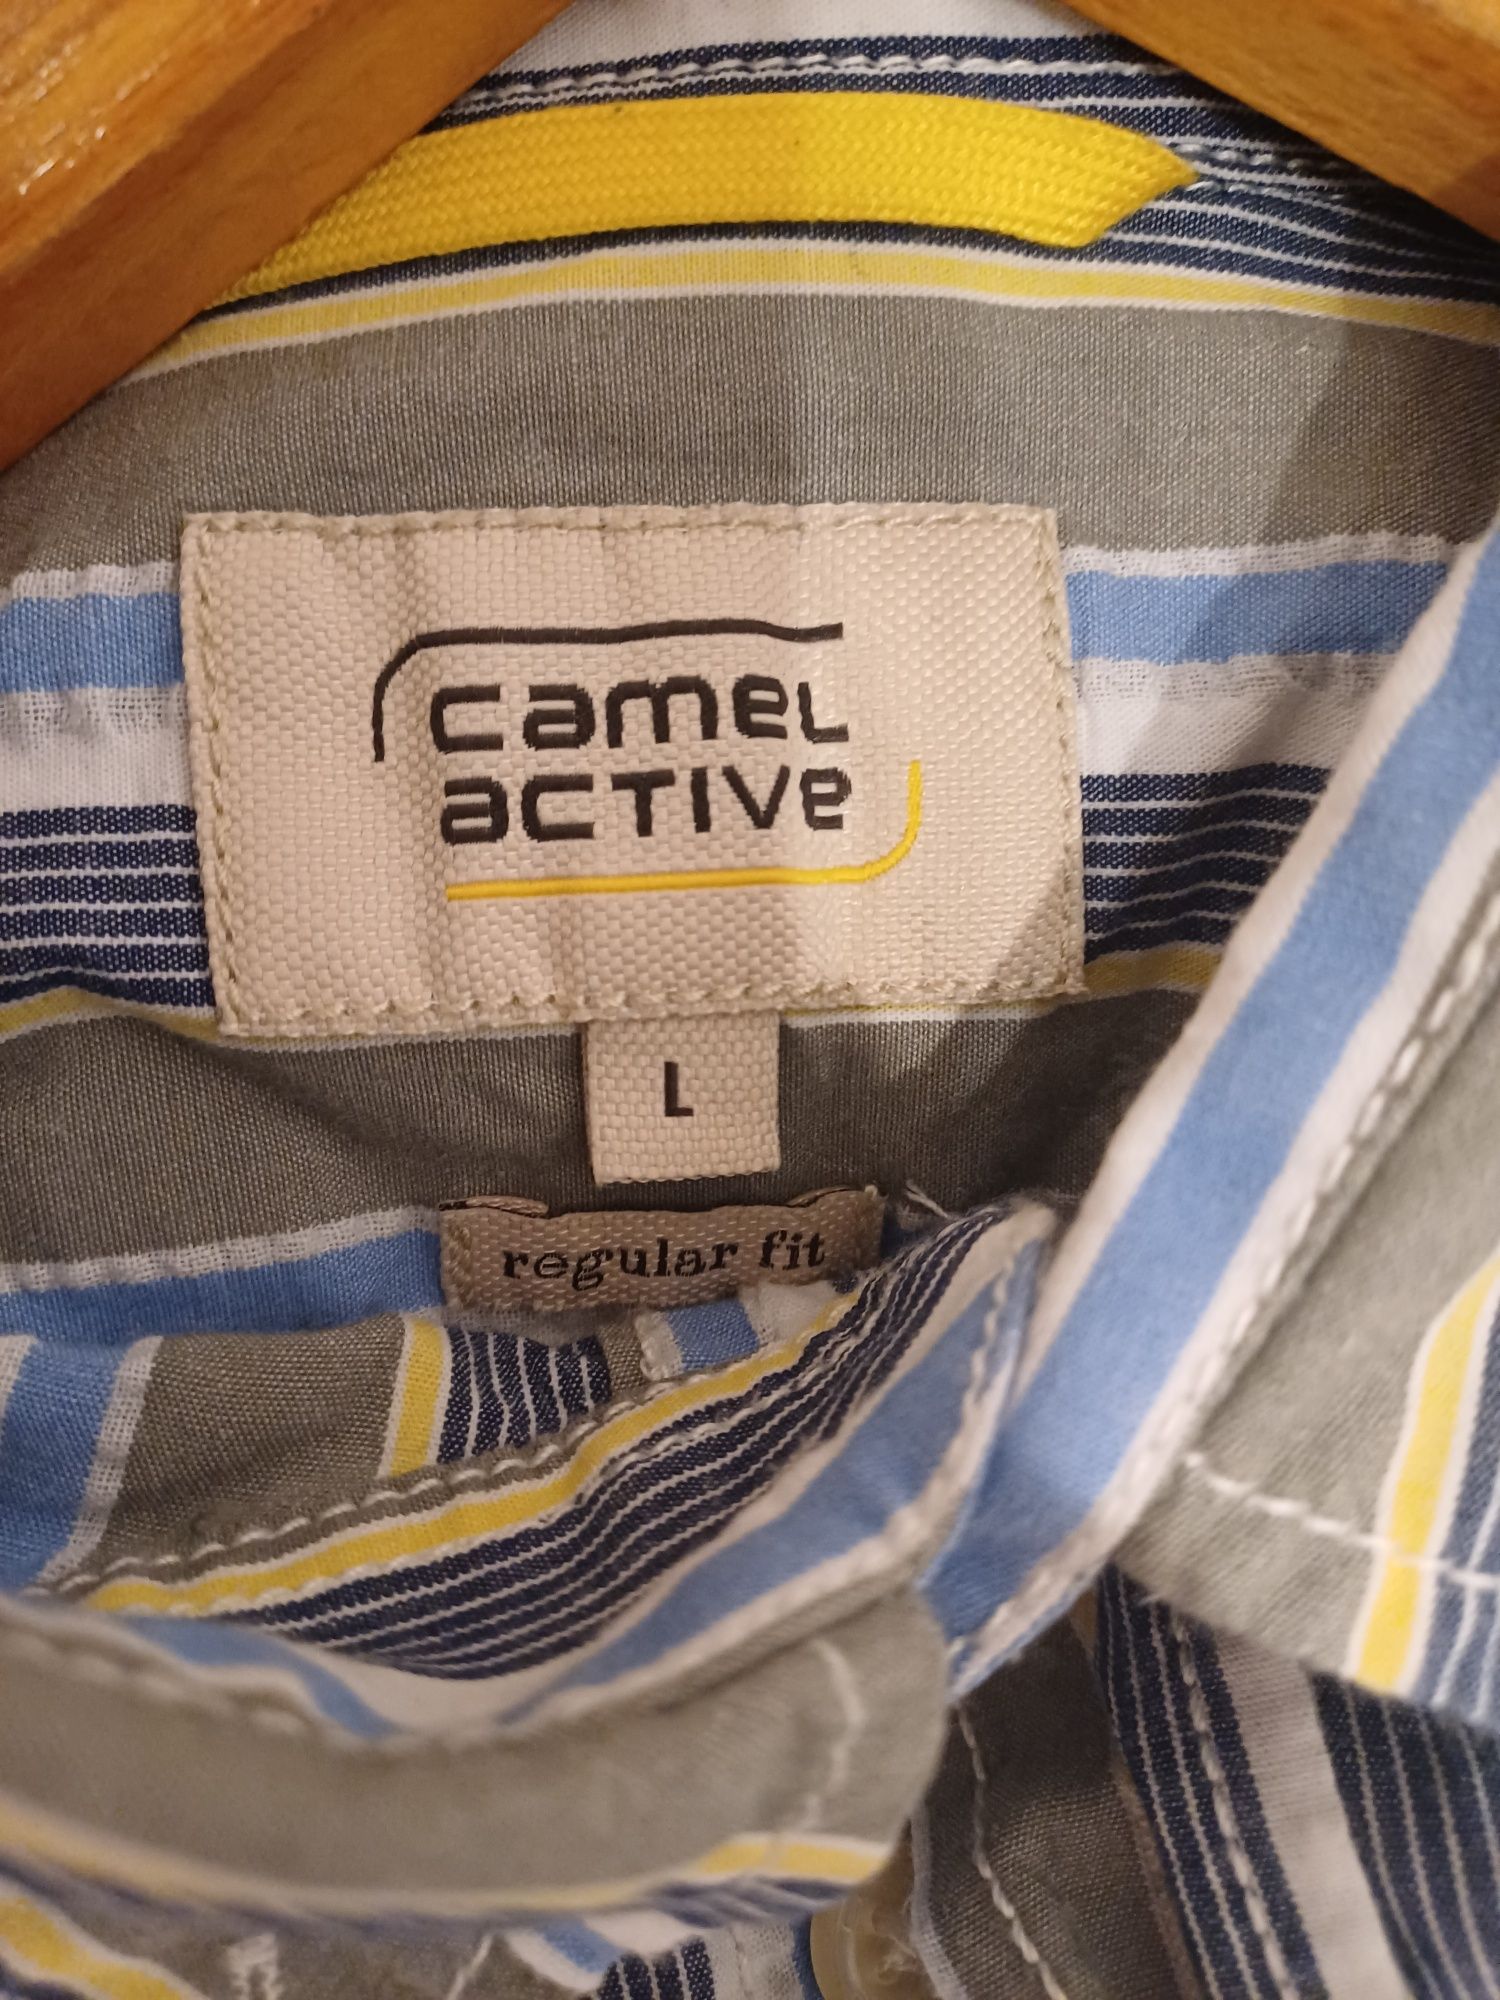 camel
active
L
regular fit